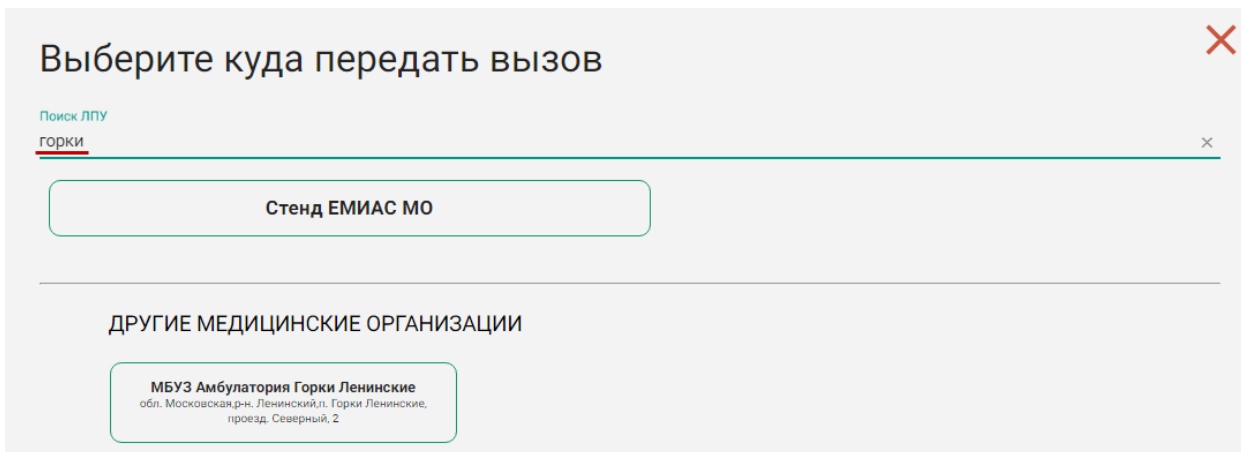 Выберите куда передать вызов
Поиск ЛПУ
горки
Стенд ЕМИАС МО
ДРУГИЕ МЕДИЦИНСКИЕ ОРГАНИЗАЦИИ
МБУЗ Амбулатория Горки Ленинские
обл. Московская,р-н. Ленинский,п. Горки Ленинские,
проезд. Северный, 2